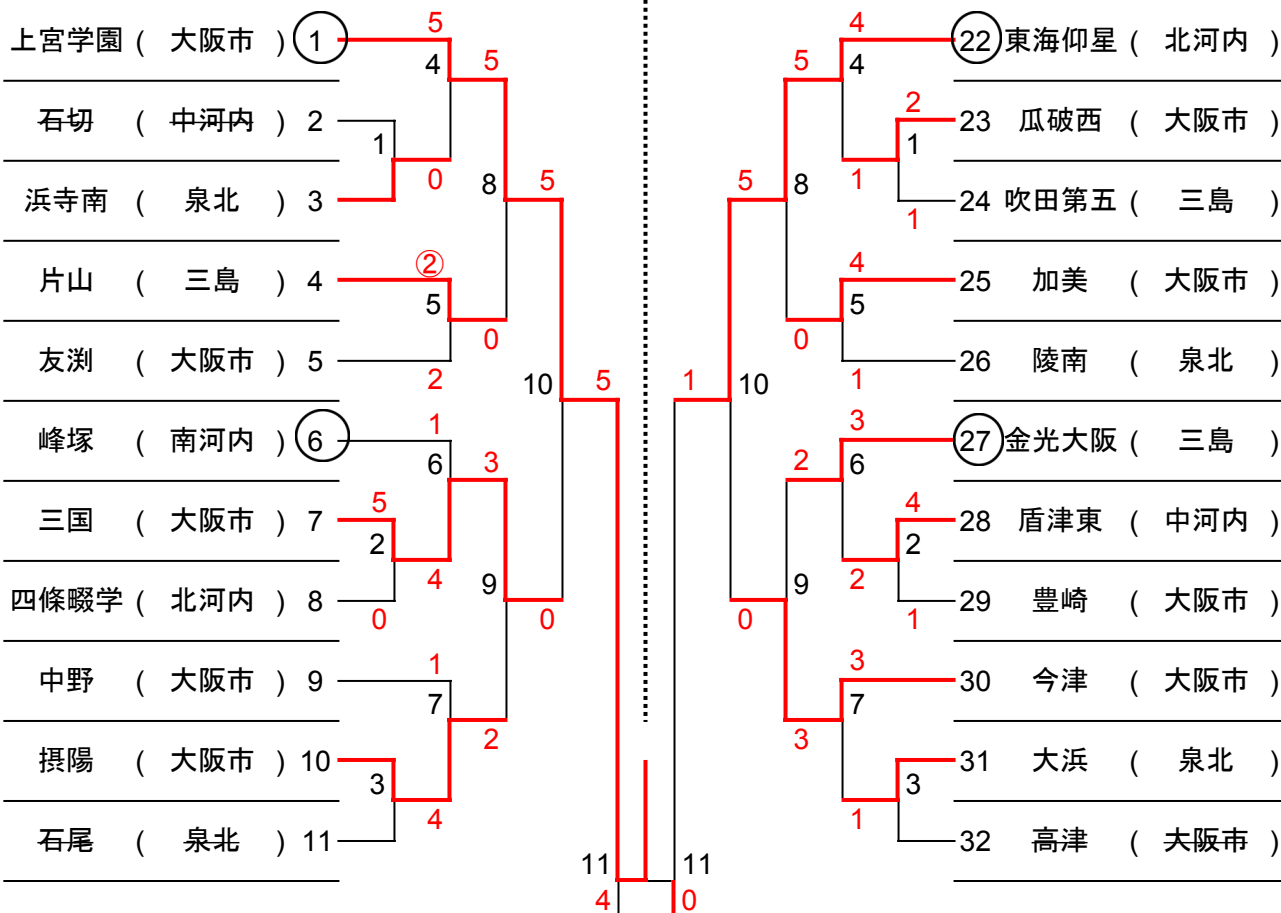 上宮学園 ( 大阪市 ) 1
石切 ( 中河内 ) 2
浜寺南 ( 泉北 ) 3
片山 ( 三島 ) 4
友渕 ( 大阪市 ) 5
峰塚 ( 南河内 ) 6
三国 ( 大阪市 ) 7
四條畷学 ( 北河内 ) 8
中野 ( 大阪市 ) 9
摂陽 ( 大阪市 ) 10
石尾 ( 泉北 ) 11
5
4
5
1
0
8
5
②
5
0
2
10
5
1
6
3
5
2
4
0
9
0
1
7
2
3
4
11
4
4
22 東海仰星 ( 北河内 )
23 瓜破西 ( 大阪市 )
24 吹田第五 ( 三島 )
25 加美 ( 大阪市 )
26 陵南 ( 泉北 )
27 金光大阪 ( 三島 )
28 盾津東 ( 中河内 )
29 豊崎 ( 大阪市 )
30 今津 ( 大阪市 )
31 大浜 ( 泉北 )
32 高津 ( 大阪市 )
5
4
2
1
5
8
1
1
4
0
5
1
1
10
3
2
6
4
2
9
2
0
1
3
7
3
3
1
11
0